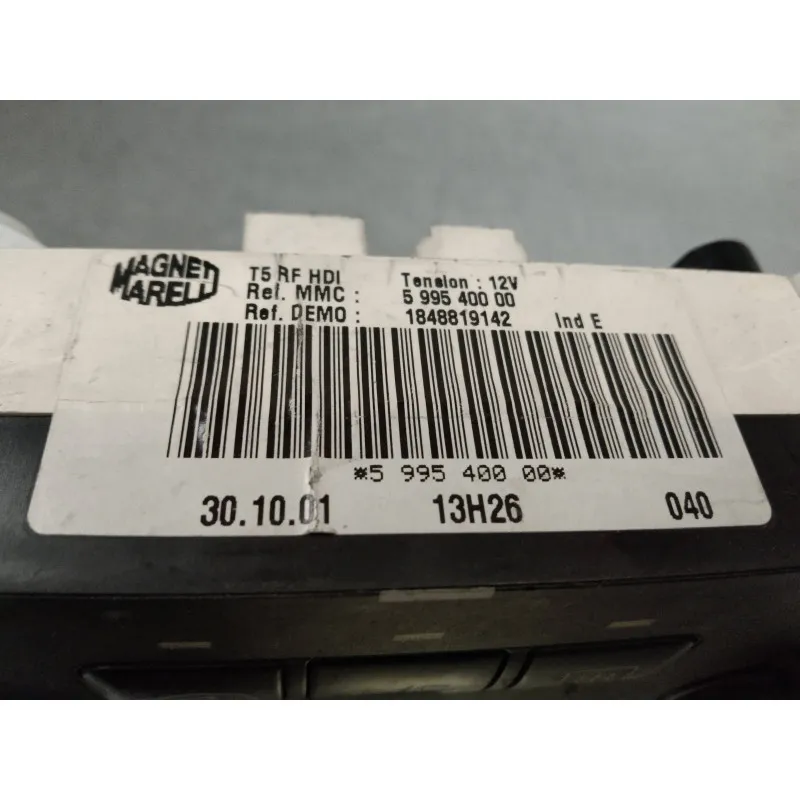 MAGNETI MARELLI
T5 RF HDI Tension : 12V
Ref. MMC : 5 995 400 00
Ref. DEMO : 1848819142 Ind E
*5 995 400 00*
30.10.01 13H26 040